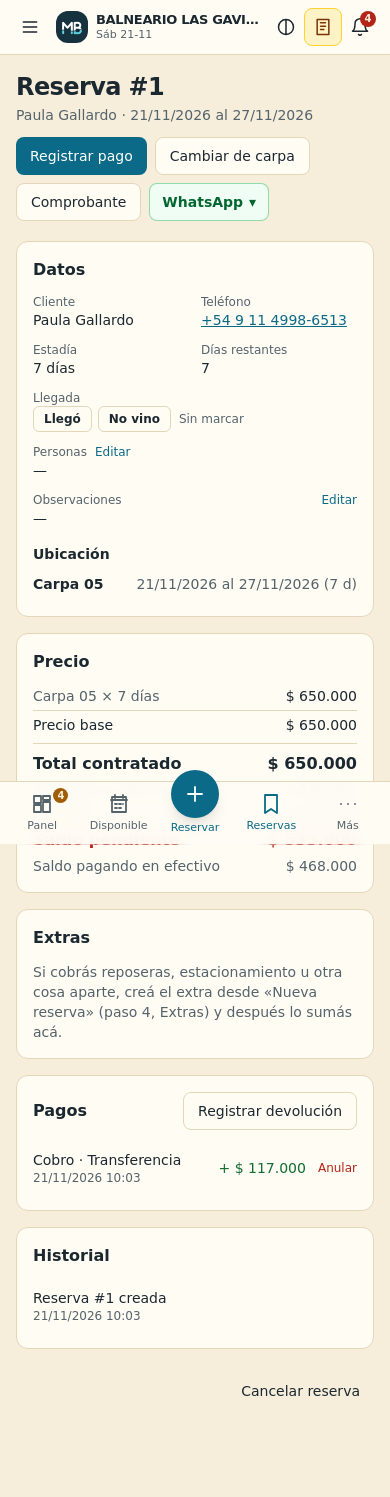 MB
BALNEARIO LAS GAVI...
Sáb 21-11
4
Reserva #1
Paula Gallardo · 21/11/2026 al 27/11/2026
Registrar pago
Cambiar de carpa
Comprobante
WhatsApp ▾
Datos
Cliente
Teléfono
Paula Gallardo
+54 9 11 4998-6513
Estadía
Días restantes
7 días
7
Llegada
Llegó
No vino
Sin marcar
Personas Editar
—
Observaciones
Editar
—
Ubicación
Carpa 05
21/11/2026 al 27/11/2026 (7 d)
Precio
Carpa 05 × 7 días
$ 650.000
Precio base
$ 650.000
Total contratado
$ 650.000
4
Panel
Disponible
Reservar
Reservas
Más
Saldo pagando en efectivo
$ 468.000
Extras
Si cobrás reposeras, estacionamiento u otra
cosa aparte, creá el extra desde «Nueva
reserva» (paso 4, Extras) y después lo sumás
acá.
Pagos
Registrar devolución
Cobro · Transferencia
+ $ 117.000
Anular
21/11/2026 10:03
Historial
Reserva #1 creada
21/11/2026 10:03
Cancelar reserva